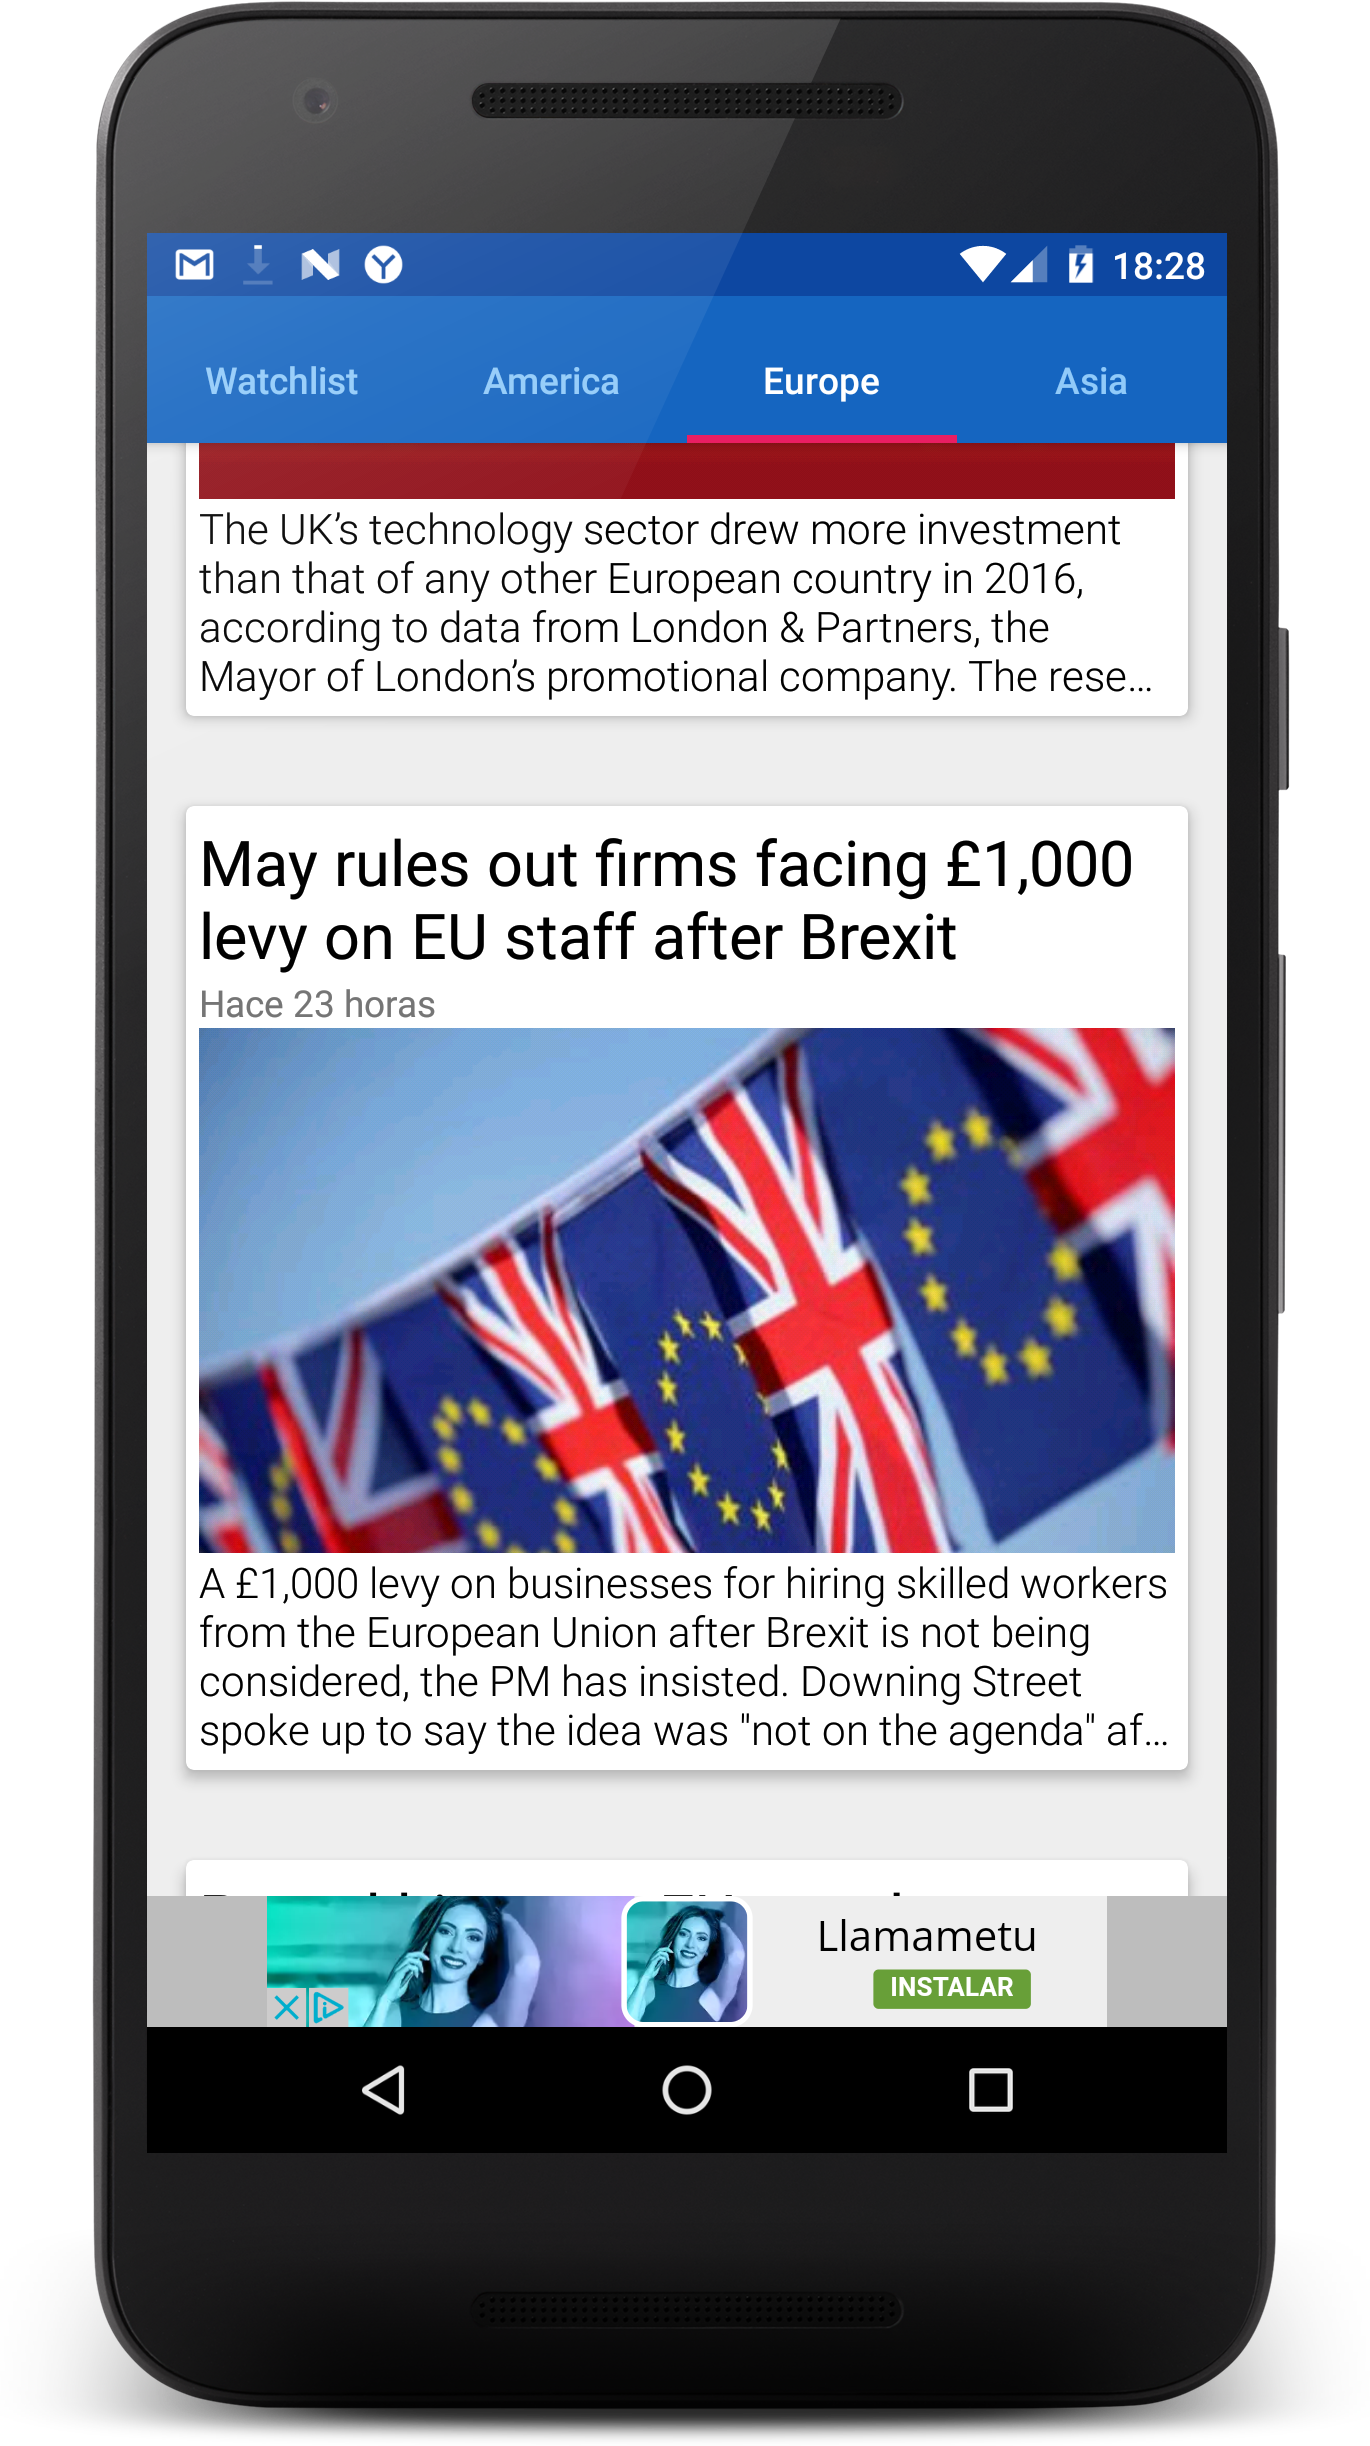 18:28
Watchlist America Europe Asia
The UK’s technology sector drew more investment
than that of any other European country in 2016,
according to data from London & Partners, the
Mayor of London’s promotional company. The rese…
May rules out firms facing £1,000
levy on EU staff after Brexit
Hace 23 horas
A £1,000 levy on businesses for hiring skilled workers
from the European Union after Brexit is not being
considered, the PM has insisted. Downing Street
spoke up to say the idea was "not on the agenda" af…
Llamametu
INSTALAR